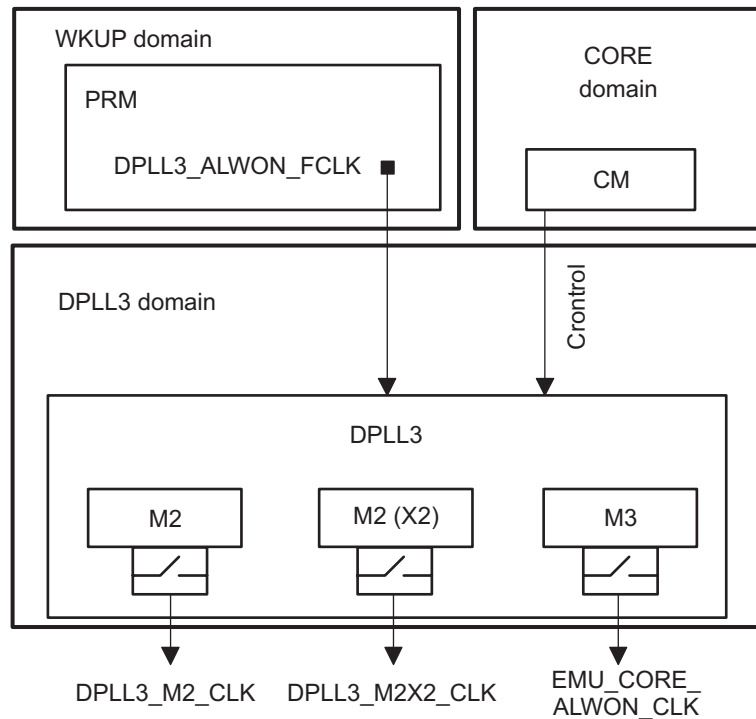 WKUP domain
PRM
DPLL3_ALWON_FCLK
CORE
domain
CM
DPLL3 domain
Crontrol
DPLL3
M2
M2 (X2)
M3
DPLL3_M2_CLK
DPLL3_M2X2_CLK
EMU_CORE_
ALWON_CLK